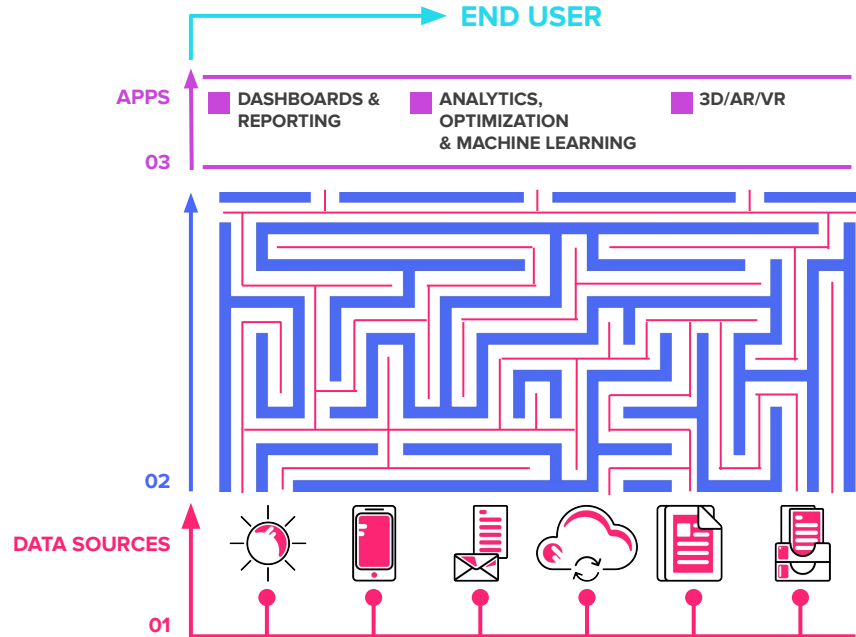 END USER
APPS
DASHBOARDS &
REPORTING
ANALYTICS,
OPTIMIZATION
& MACHINE LEARNING
3D/AR/VR
03
02
DATA SOURCES
01